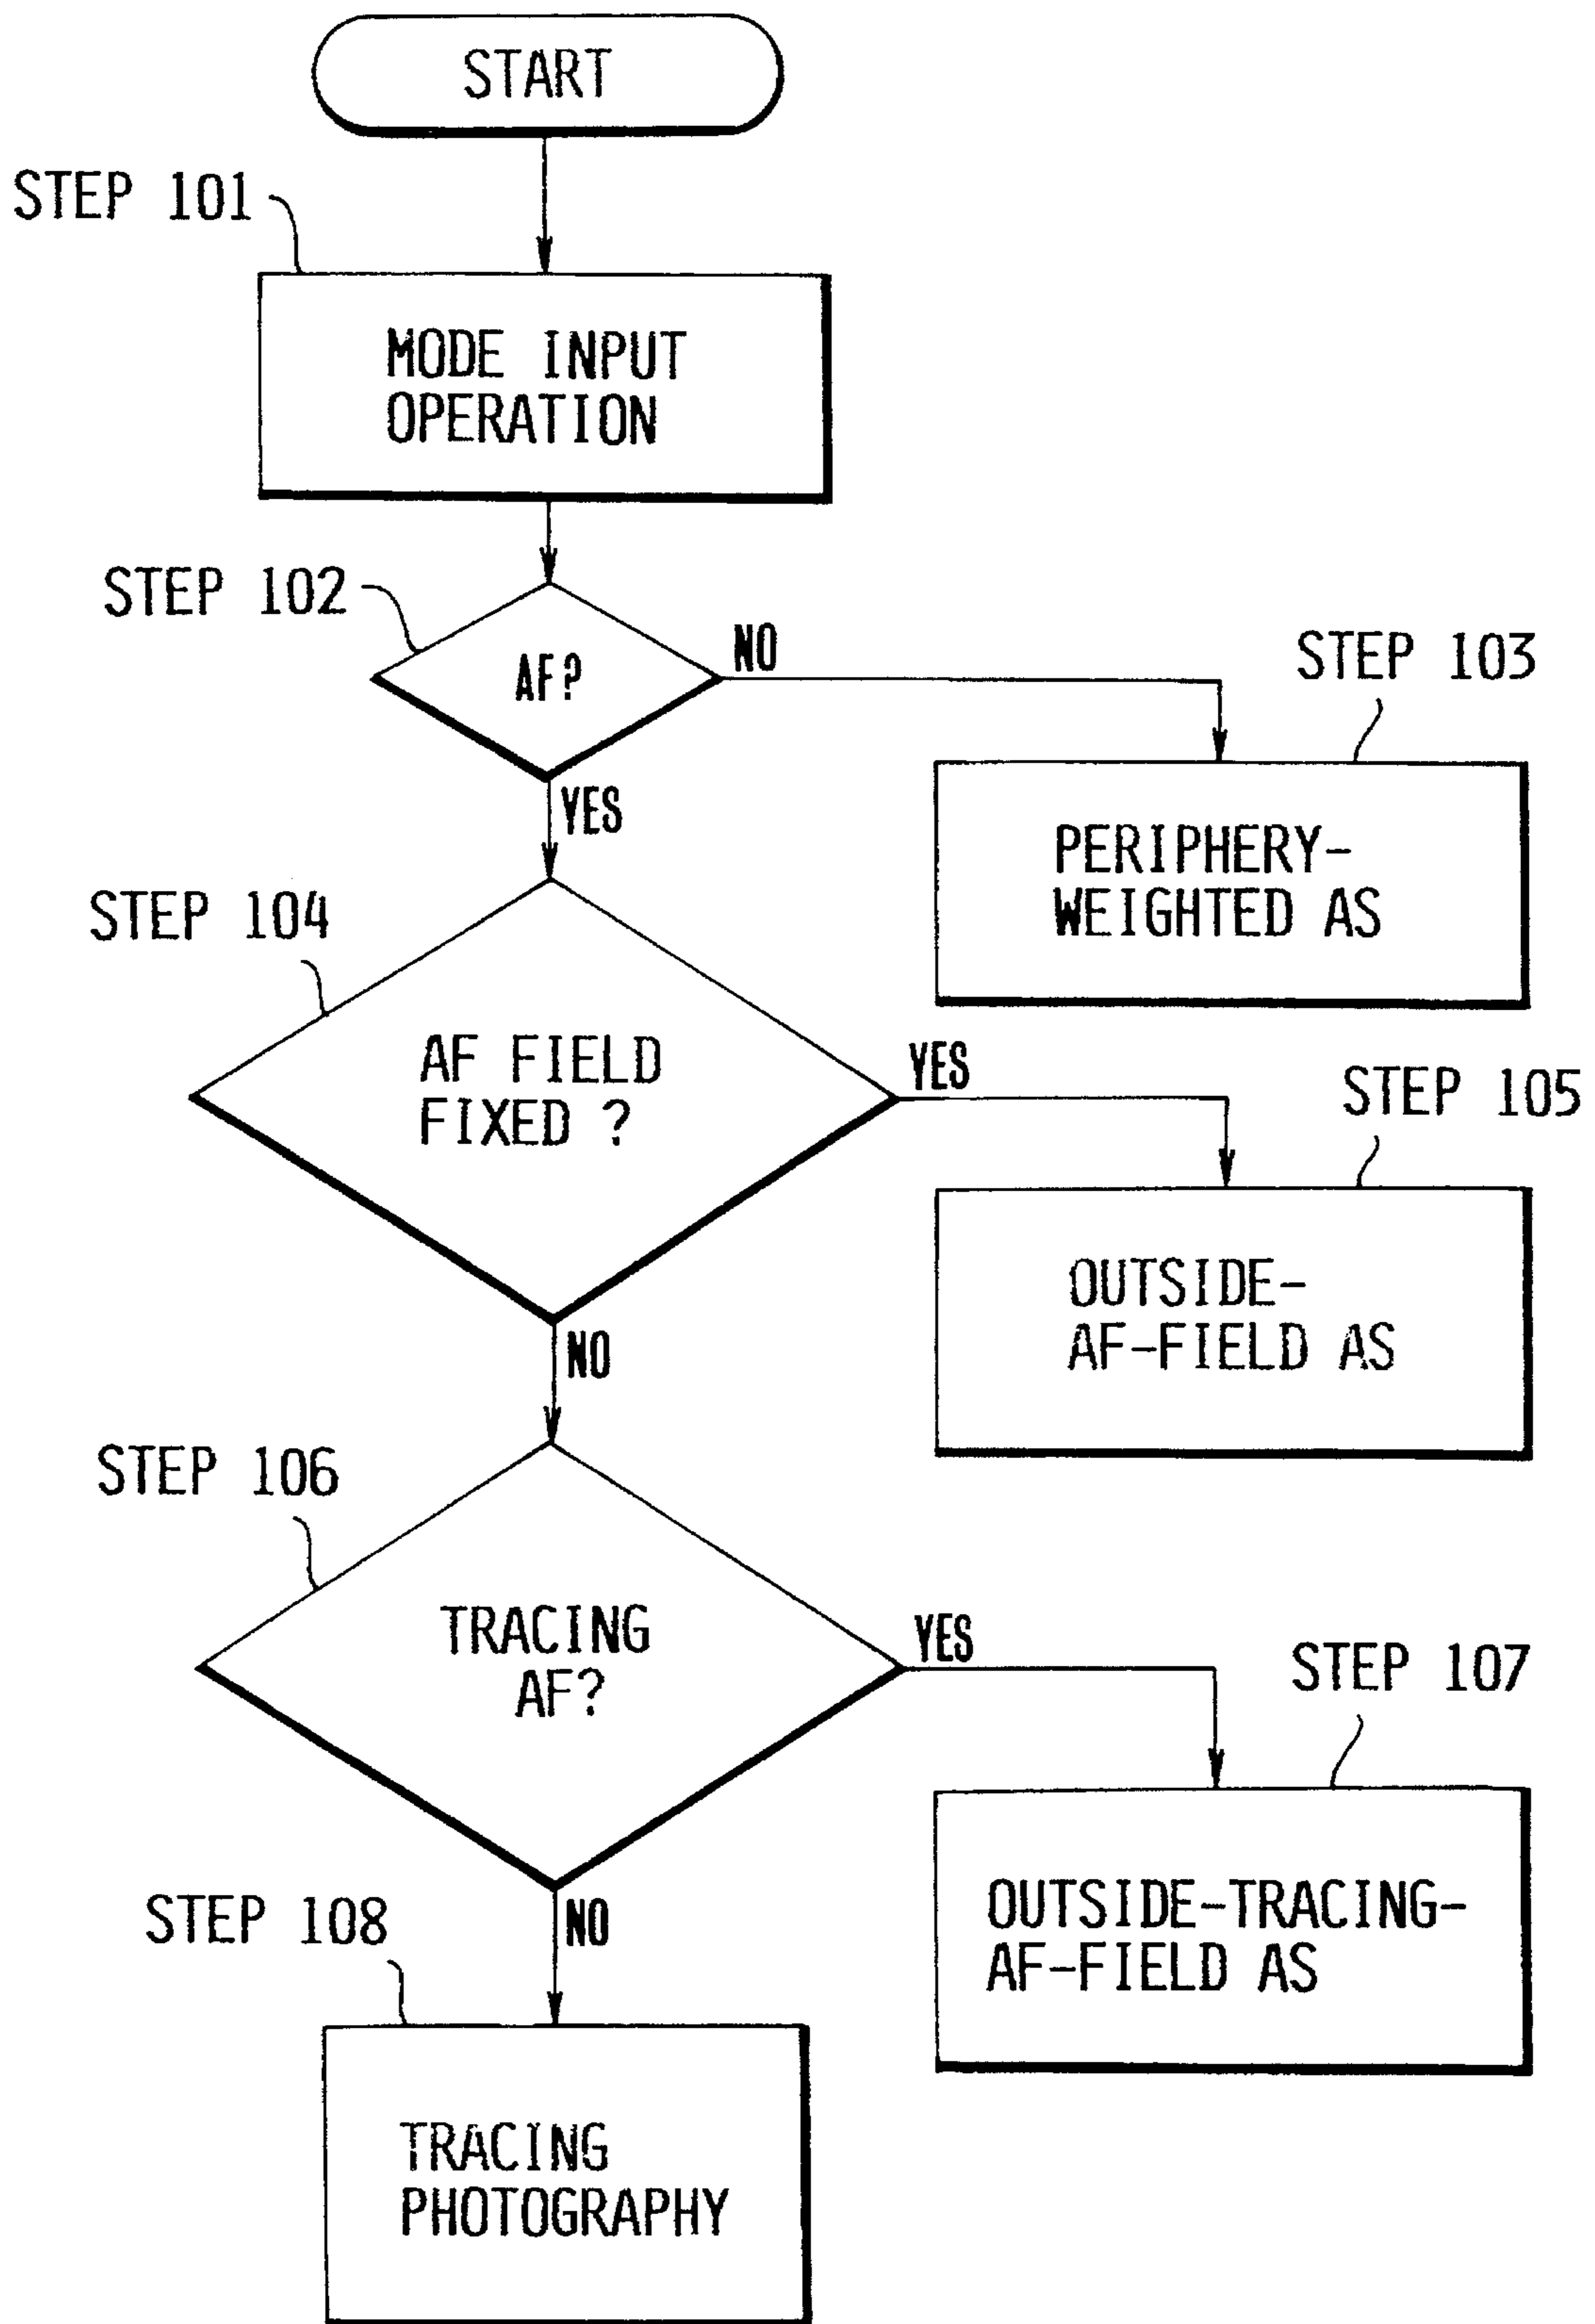 START
STEP 101
MODE INPUT
OPERATION
STEP 102
AF?
NO
YES
STEP 103
PERIPHERY-
WEIGHTED AS
STEP 104
AF FIELD
FIXED ?
YES
NO
STEP 105
OUTSIDE-
AF-FIELD AS
STEP 106
TRACING
AF?
YES
NO
STEP 107
OUTSIDE-TRACING-
AF-FIELD AS
STEP 108
TRACING
PHOTOGRAPHY